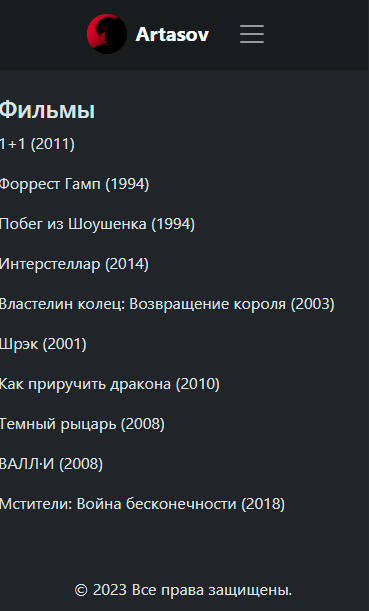 Artasov
Фильмы
1+1 (2011)
Форрест Гамп (1994)
Побег из Шоушенка (1994)
Интерстеллар (2014)
Властелин колец: Возвращение короля (2003)
Шрэк (2001)
Как приручить дракона (2010)
Темный рыцарь (2008)
ВАЛЛ·И (2008)
Мстители: Война бесконечности (2018)
© 2023 Все права защищены.